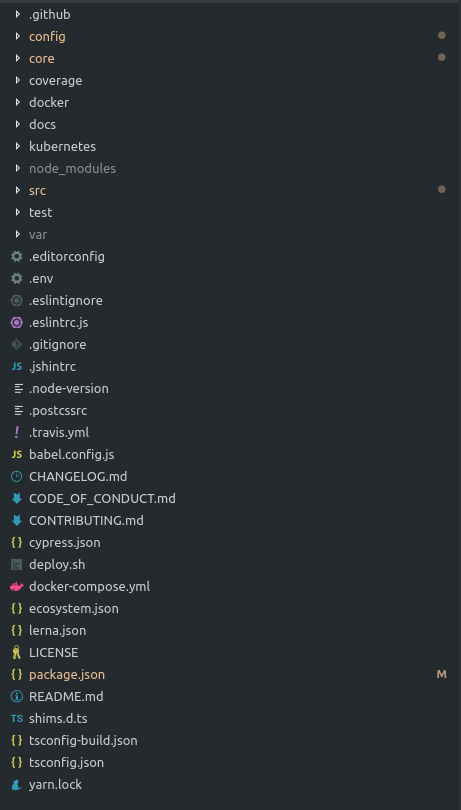 .github
config
core
coverage
docker
docs
kubernetes
node_modules
src
test
var
.editorconfig
.env
.eslintignore
.eslintrc.js
.gitignore
JS .jshintrc
.node-version
.postcssrc
! .travis.yml
JS babel.config.js
CHANGELOG.md
CODE_OF_CONDUCT.md
CONTRIBUTING.md
{} cypress.json
deploy.sh
docker-compose.yml
{} ecosystem.json
{} lerna.json
LICENSE
{} package.json M
README.md
TS shims.d.ts
{} tsconfig-build.json
{} tsconfig.json
yarn.lock